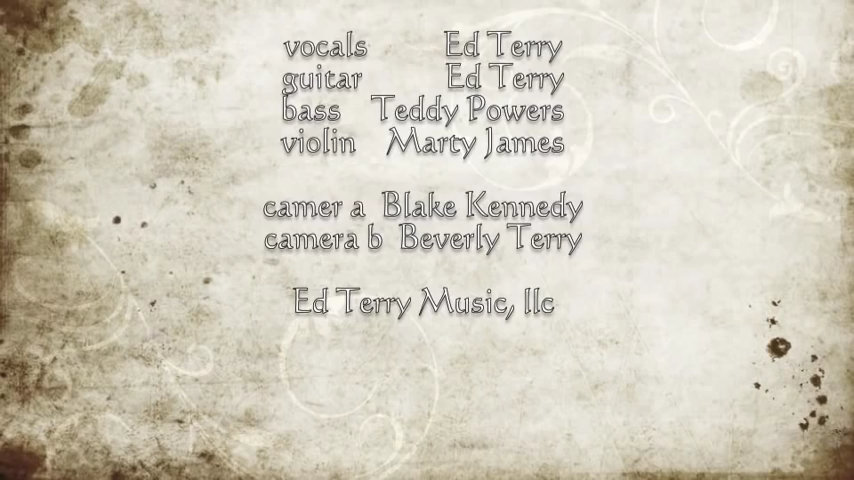 vocals Ed Terry
guitar Ed Terry
bass Teddy Powers
violin Marty James
camer a Blake Kennedy
camera b Beverly Terry
Ed Terry Music, llc